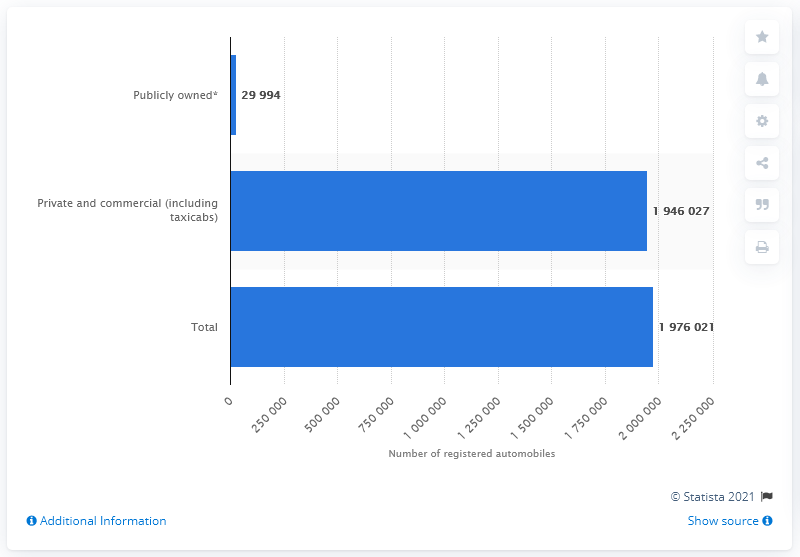 Publicly owned*
29 994
Private and commercial (including
taxicabs)
1 946 027
Total
1 976 021
0
250 000
500 000
750 000
1 000 000
1 250 000
1 500 000
1 750 000
2 000 000
2 250 000
Number of registered automobiles
© Statista 2021
Additional Information
Show source